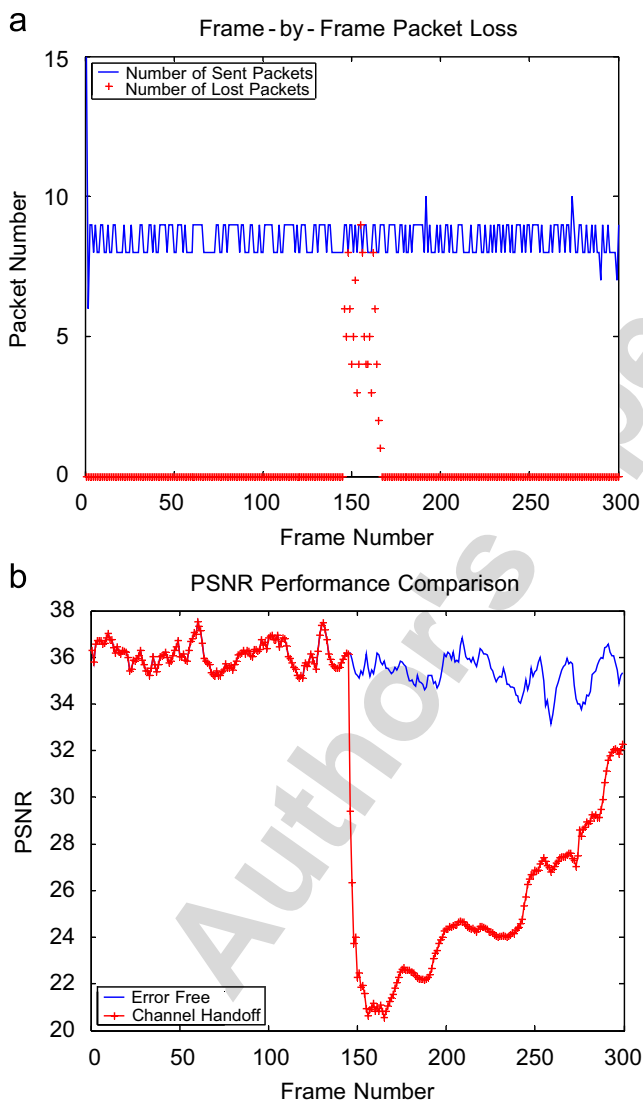 a
Frame-by-Frame Packet Loss
15
Number of Sent Packets
Number of Lost Packets
10
Packet Number
5
0
0 50 100 150 200 250 300
Frame Number
b
PSNR Performance Comparison
38
36
34
32
30
PSNR
28
26
24
22
Error Free
Channel Handoff
20
0 50 100 150 200 250 300
Frame Number
Author's
pe